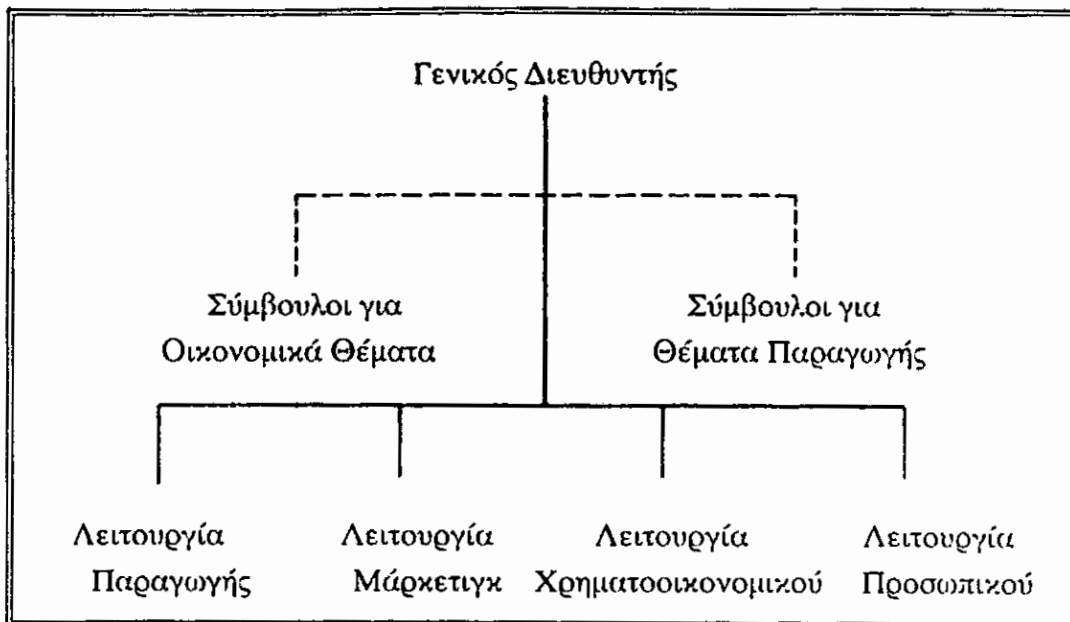 Γενικός Διευθυντής
Σύμβουλοι για
Οικονομικά Θέματα
Σύμβουλοι για
Θέματα Παραγωγής
Λειτουργία
Παραγωγής
Λειτουργία
Μάρκετιγκ
Λειτουργία
Χρηματοοικονομικού
Λειτουργία
Προσωπικού